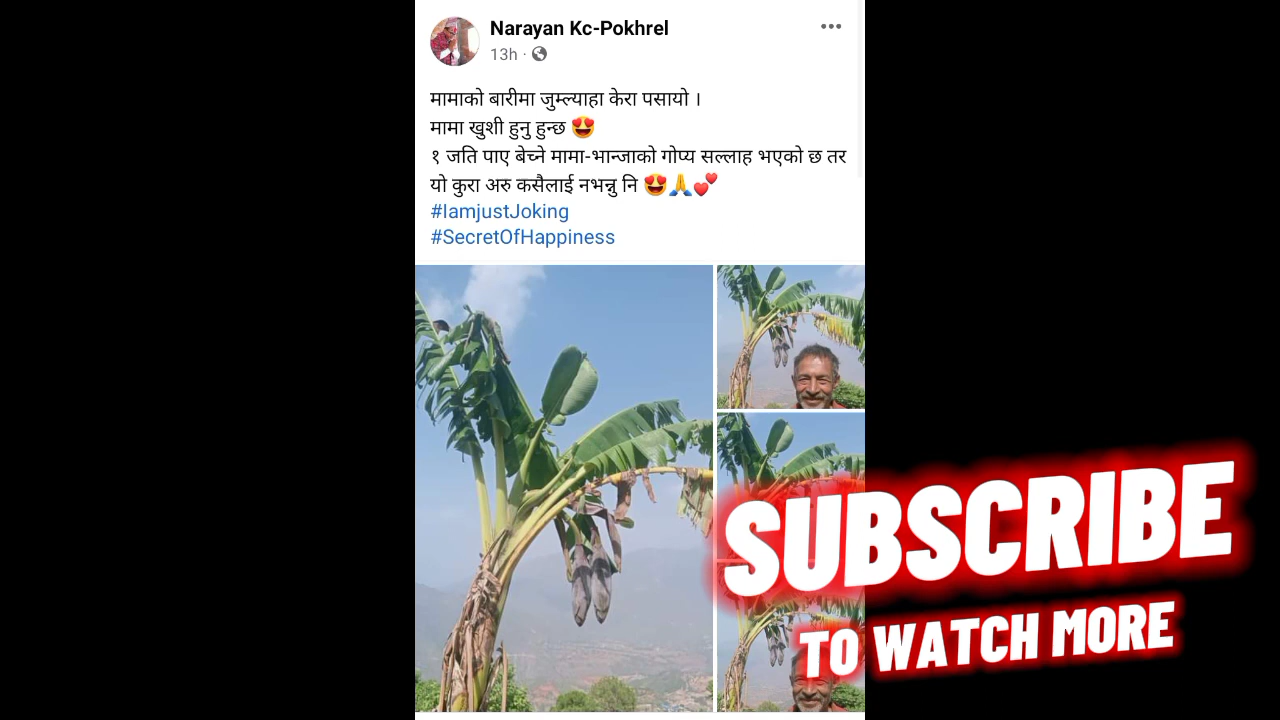 Narayan Kc-Pokhrel
13h ·
मामाको बारीमा जुम्ल्याहा केरा पसायो ।
मामा खुशी हुनु हुन्छ 😍
१ जति पाए बेच्ने मामा-भान्जाको गोप्य सल्लाह भएको छ तर
यो कुरा अरु कसैलाई नभन्नु नि 😍🙏💕
#IamjustJoking
#SecretOfHappiness
SUBSCRIBE
TO WATCH MORE